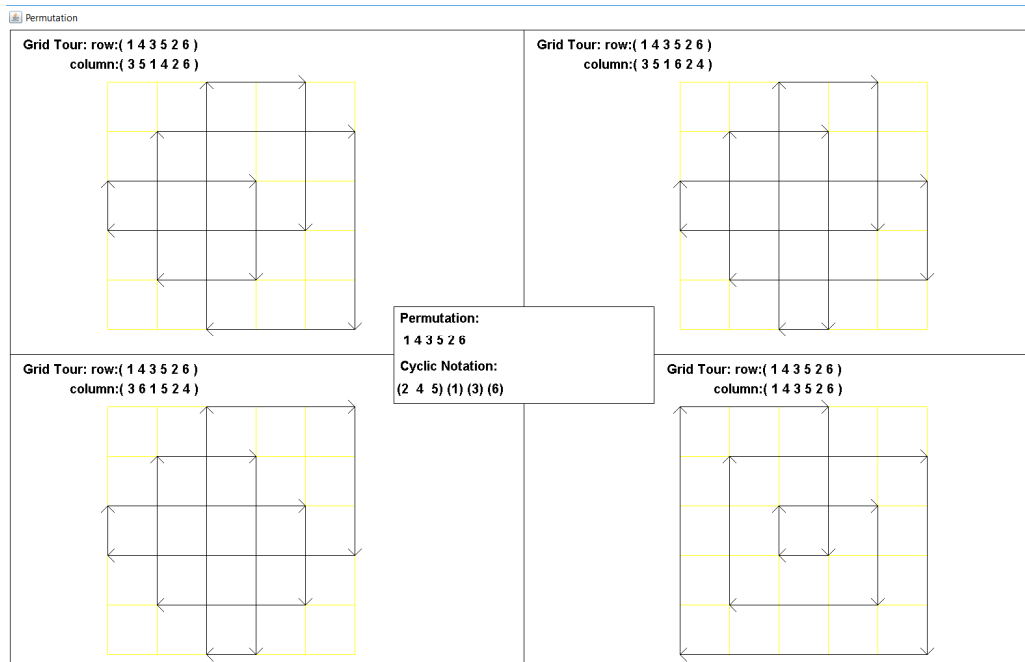 Permutation
Grid Tour: row:( 1 4 3 5 2 6 )
column:( 3 5 1 4 2 6 )
Grid Tour: row:( 1 4 3 5 2 6 )
column:( 3 5 1 6 2 4 )
Permutation:
1 4 3 5 2 6
Cyclic Notation:
(2 4 5) (1) (3) (6)
Grid Tour: row:( 1 4 3 5 2 6 )
column:( 3 6 1 5 2 4 )
Grid Tour: row:( 1 4 3 5 2 6 )
column:( 1 4 3 5 2 6 )